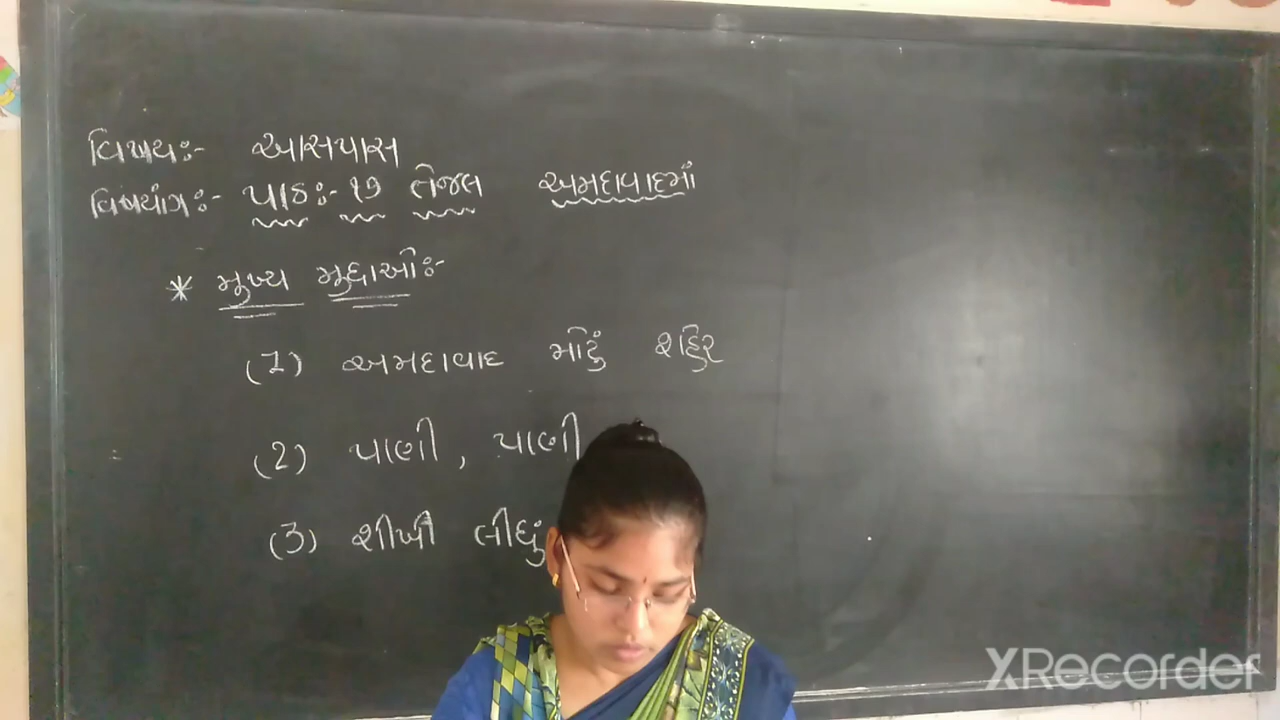 વિષય:- આસપાસ
વિષયાંગ:- પાઠ:- ૧૭ તેજલ અમદાવાદમાં
* મુખ્ય મુદ્દાઓ:-
(1) અમદાવાદ મોટું શહેર
(2) પાણી, પાણી
(3) શીખી લીધું
XRecorder